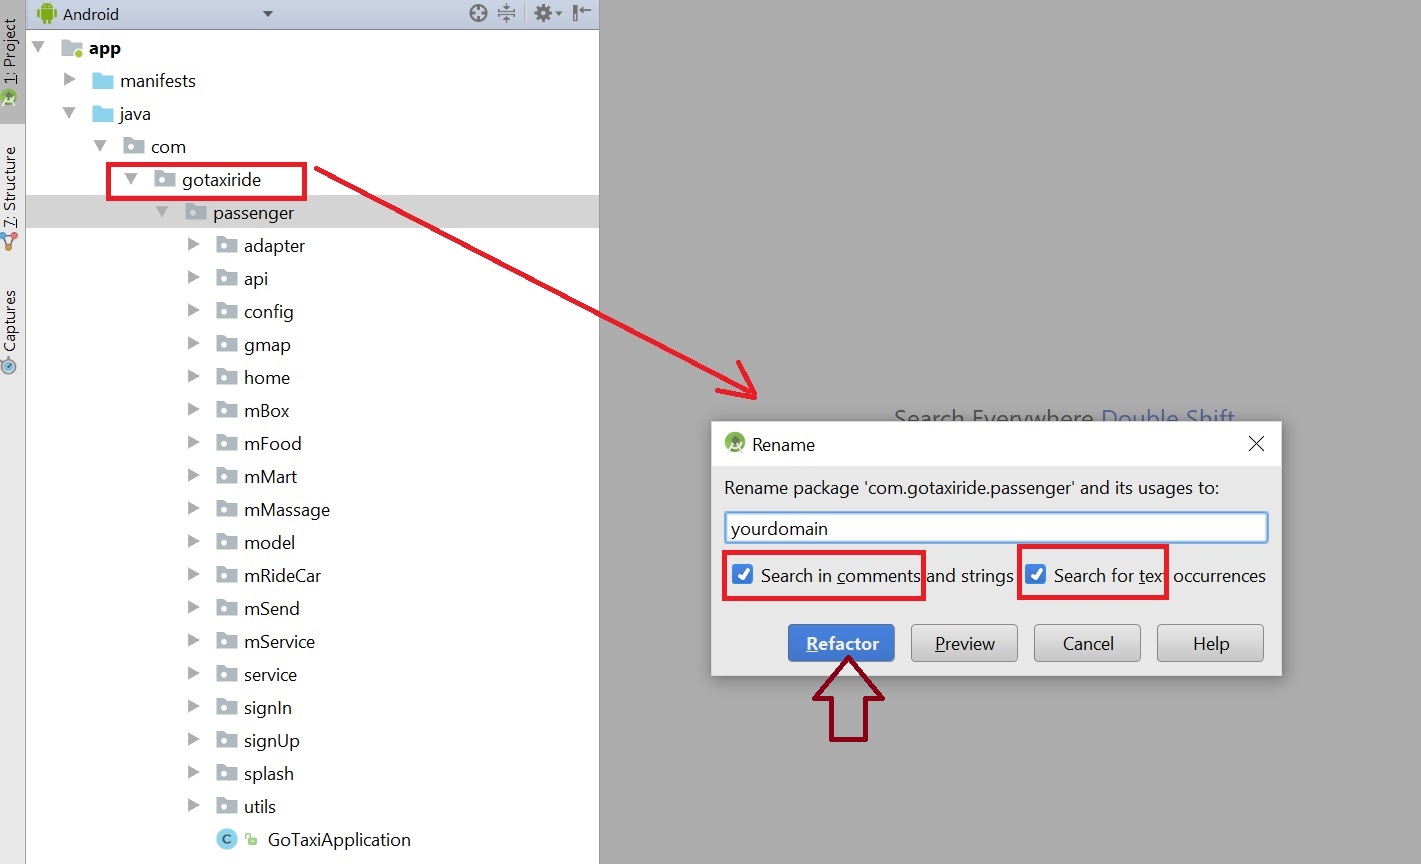 Android
1: Project
7: Structure
Captures
app
manifests
java
com
gotaxiride
passenger
adapter
api
config
gmap
home
mBox
mFood
mMart
mMassage
model
mRideCar
mSend
mService
service
signIn
signUp
splash
utils
C GoTaxiApplication
Search Everywhere Double Shift
Rename
Rename package 'com.gotaxiride.passenger' and its usages to:
yourdomain
Search in comments and strings Search for text occurrences
Refactor Preview Cancel Help